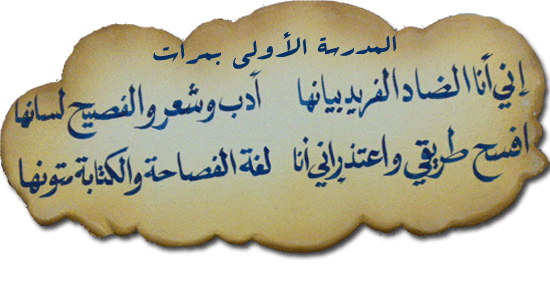 المدرسة الأولى بمرات
إني أنا الضاد الفريد بيانها أدب وشعر والفصيح لسانها
افسح طريقي واعتذر إني أنا لغة الفصاحة والكتابة متونها